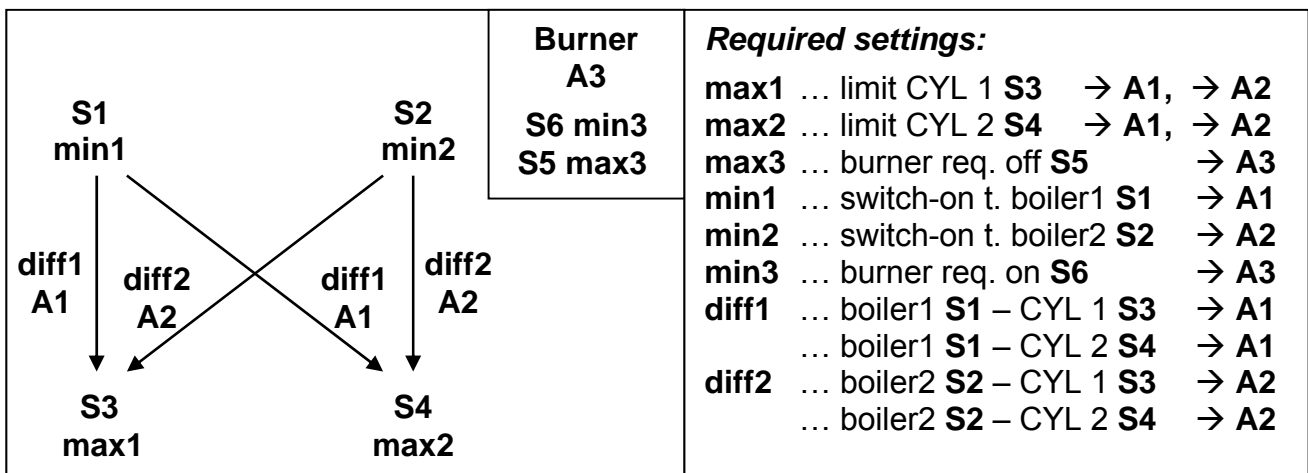 S1
min1
S2
min2
diff1
A1
diff2
A2
diff1
A1
diff2
A2
S3
max1
S4
max2
Burner
A3
S6 min3
S5 max3
Required settings:
max1 … limit CYL 1 S3 → A1, → A2
max2 … limit CYL 2 S4 → A1, → A2
max3 … burner req. off S5 → A3
min1 … switch-on t. boiler1 S1 → A1
min2 … switch-on t. boiler2 S2 → A2
min3 … burner req. on S6 → A3
diff1 … boiler1 S1 – CYL 1 S3 → A1
… boiler1 S1 – CYL 2 S4 → A1
diff2 … boiler2 S2 – CYL 1 S3 → A2
… boiler2 S2 – CYL 2 S4 → A2